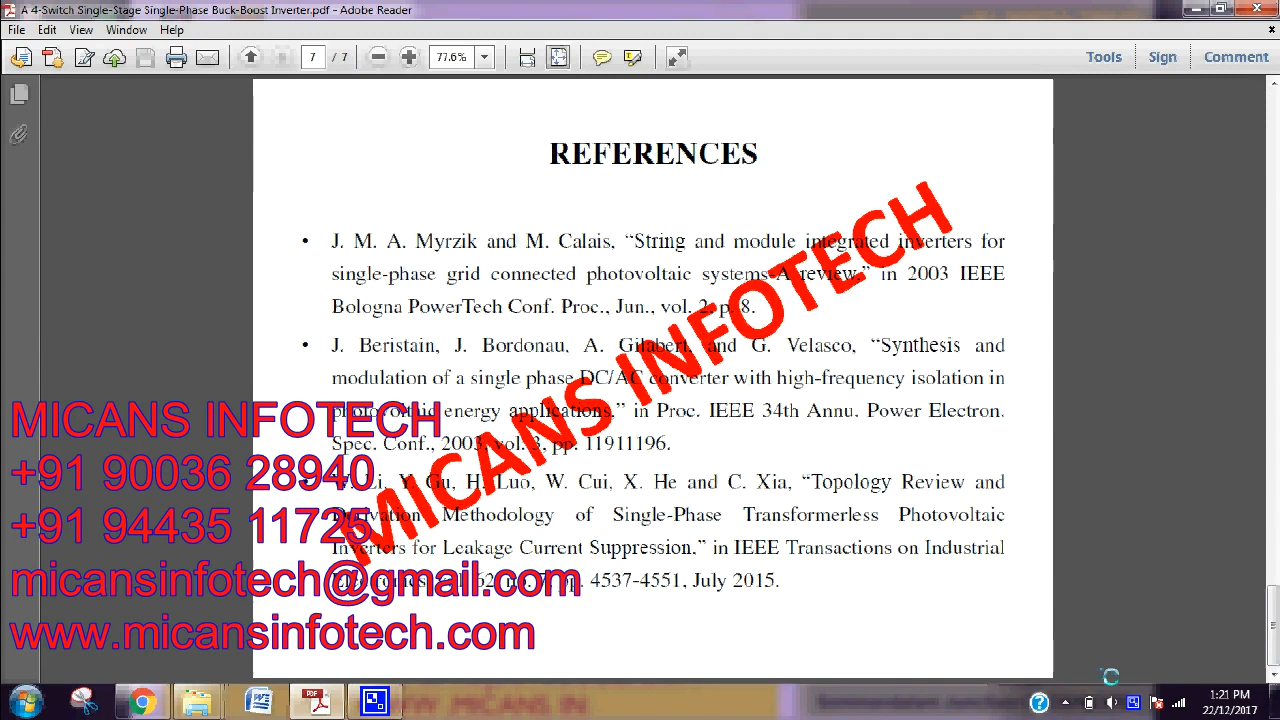 A 4-Switch Single-Stage Single-Phase Buck-Boost Inverter.pdf - Adobe Reader
File Edit View Window Help
7 / 7 77.6% Tools Sign Comment
REFERENCES
• J. M. A. Myrzik and M. Calais, “String and module integrated inverters for
single-phase grid connected photovoltaic systems-A review,” in 2003 IEEE
Bologna PowerTech Conf. Proc., Jun., vol. 2, p. 8.
• J. Beristain, J. Bordonau, A. Gilabert, and G. Velasco, “Synthesis and
modulation of a single phase DC/AC converter with high-frequency isolation in
photovoltaic energy applications,” in Proc. IEEE 34th Annu. Power Electron.
Spec. Conf., 2003, vol. 3, pp. 11911196.
W. Li, Y. Gu, H. Luo, W. Cui, X. He and C. Xia, “Topology Review and
Derivation Methodology of Single-Phase Transformerless Photovoltaic
Inverters for Leakage Current Suppression,” in IEEE Transactions on Industrial
62, pp. 4537-4551, July 2015.
MICANS INFOTECH
MICANS INFOTECH
+91 90036 28940
+91 94435 11725
micansinfotech@gmail.com
www.micansinfotech.com
1:21 PM
22/12/2017